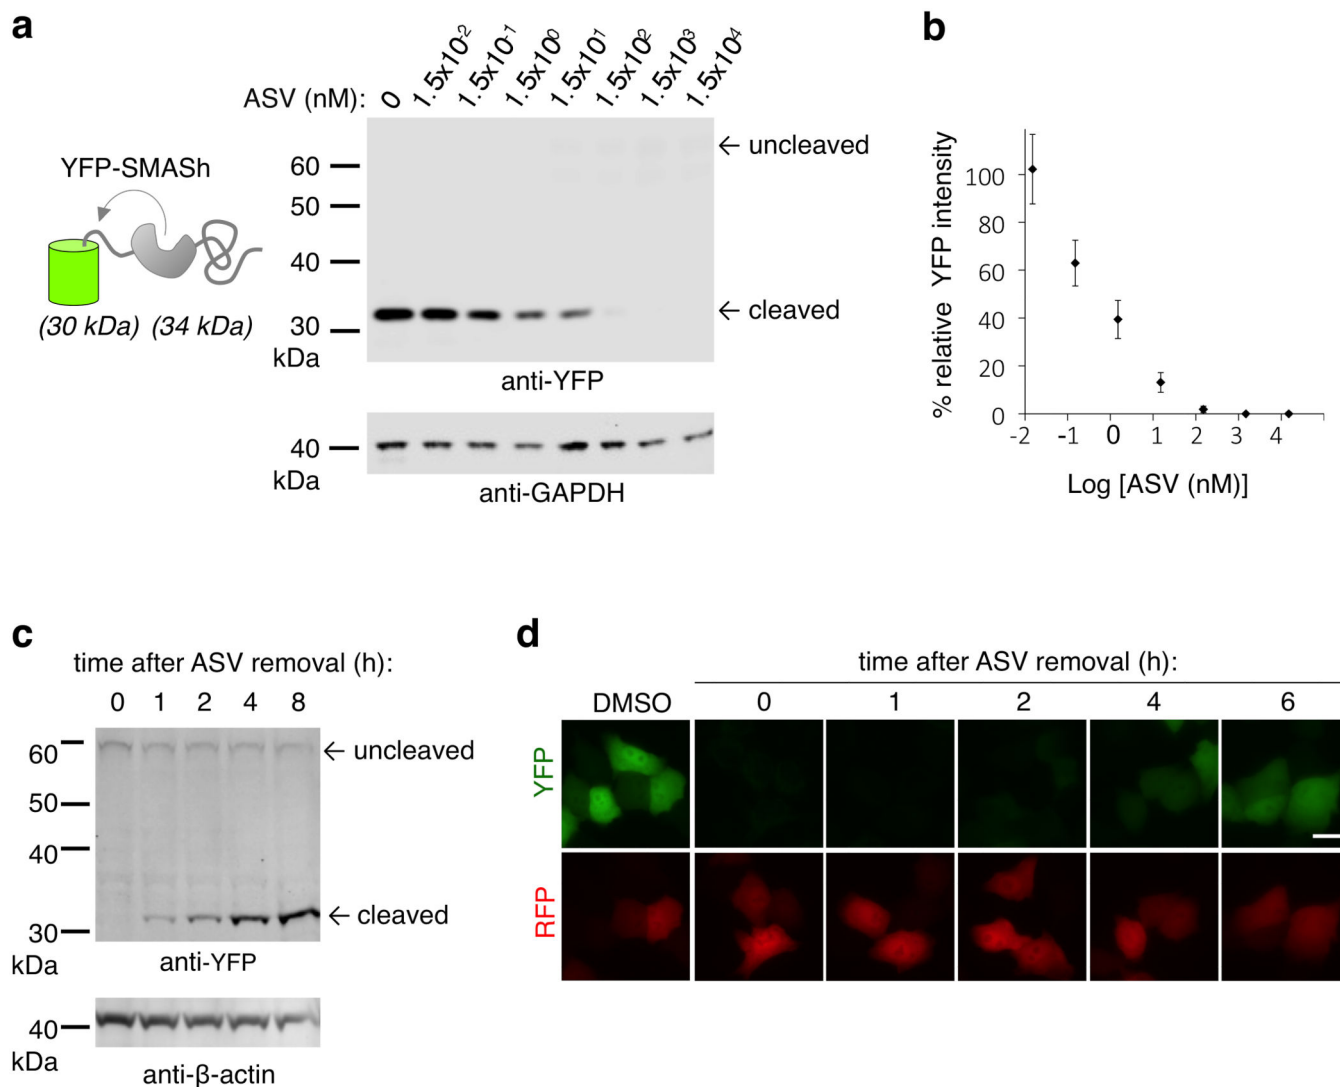 a
ASV (nM): 0 1.5x10-2 1.5x10-1 1.5x100 1.5x101 1.5x102 1.5x103 1.5x104
YFP-SMASh
(30 kDa) (34 kDa)
60
50
40
30
kDa
← uncleaved
← cleaved
anti-YFP
40
kDa
anti-GAPDH
b
% relative YFP intensity
100
80
60
40
20
0
-2 -1 0 1 2 3 4
Log [ASV (nM)]
c
time after ASV removal (h):
0 1 2 4 8
60
50
40
30
kDa
← uncleaved
← cleaved
anti-YFP
40
kDa
anti-β-actin
d
time after ASV removal (h):
DMSO 0 1 2 4 6
YFP
RFP